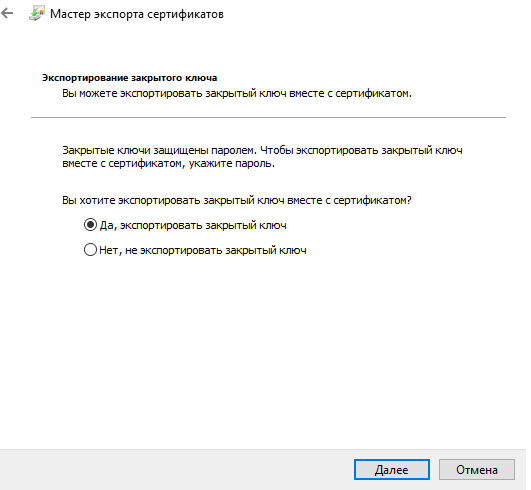 Мастер экспорта сертификатов
Экспортирование закрытого ключа
Вы можете экспортировать закрытый ключ вместе с сертификатом.
Закрытые ключи защищены паролем. Чтобы экспортировать закрытый ключ
вместе с сертификатом, укажите пароль.
Вы хотите экспортировать закрытый ключ вместе с сертификатом?
Да, экспортировать закрытый ключ
Нет, не экспортировать закрытый ключ
Далее
Отмена